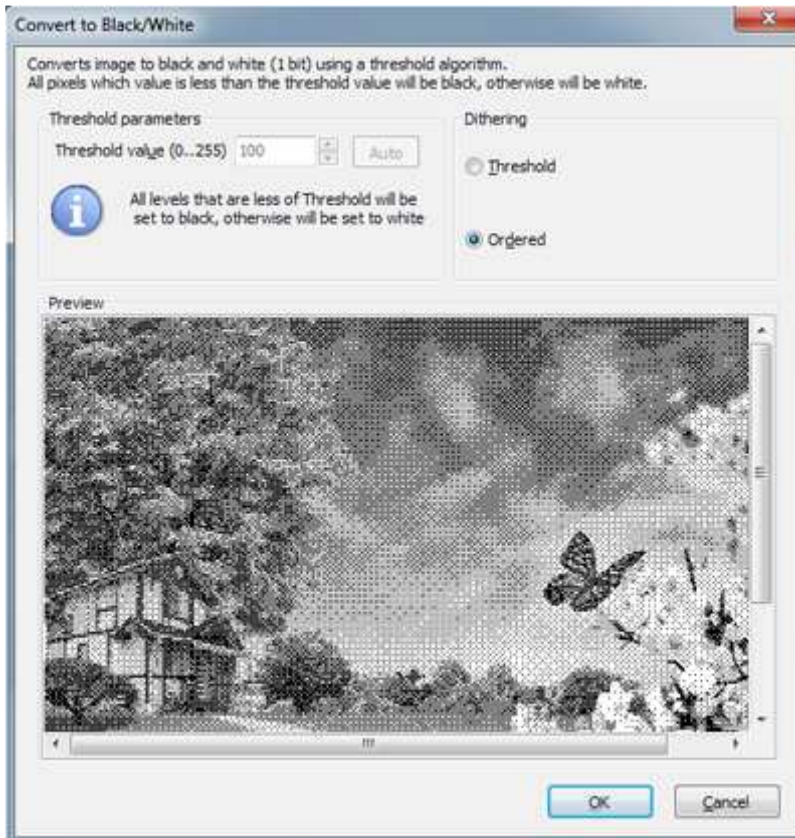 Convert to Black/White
Converts image to black and white (1 bit) using a threshold algorithm.
All pixels which value is less than the threshold value will be black, otherwise will be white.
Threshold parameters
Threshold value (0...255) 100 Auto
All levels that are less of Threshold will be
set to black, otherwise will be set to white
Dithering
Threshold
Ordered
Preview
OK Cancel